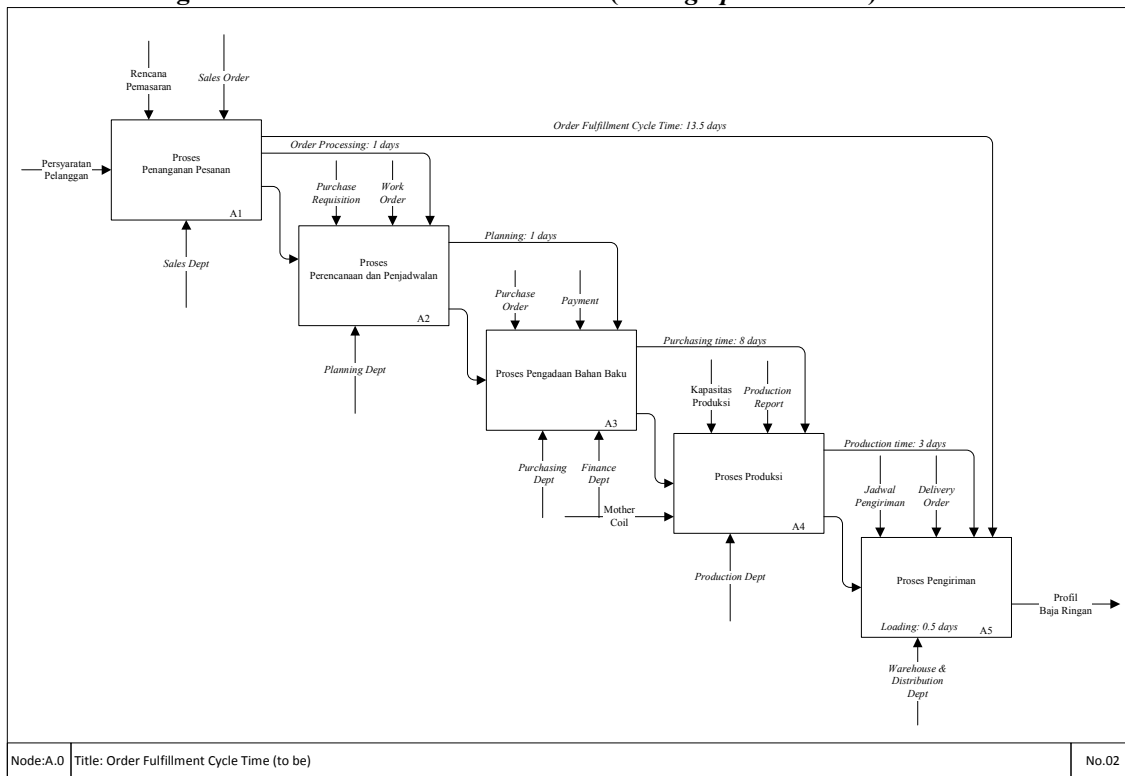 Rencana
Pemasaran
Sales Order
Order Fulfillment Cycle Time: 13.5 days
Persyaratan
Pelanggan
Proses
Penanganan Pesanan
A1
Order Processing: 1 days
Purchase
Requisition
Work
Order
Sales Dept
Proses
Perencanaan dan Penjadwalan
A2
Planning: 1 days
Purchase
Order
Payment
Planning Dept
Proses Pengadaan Bahan Baku
A3
Purchasing time: 8 days
Kapasitas
Produksi
Production
Report
Purchasing
Dept
Finance
Dept
Mother
Coil
Proses Produksi
A4
Production time: 3 days
Jadwal
Pengiriman
Delivery
Order
Production Dept
Proses Pengiriman
Loading: 0.5 days
A5
Profil
Baja Ringan
Warehouse &
Distribution
Dept
Node:A.0
Title: Order Fulfillment Cycle Time (to be)
No.02